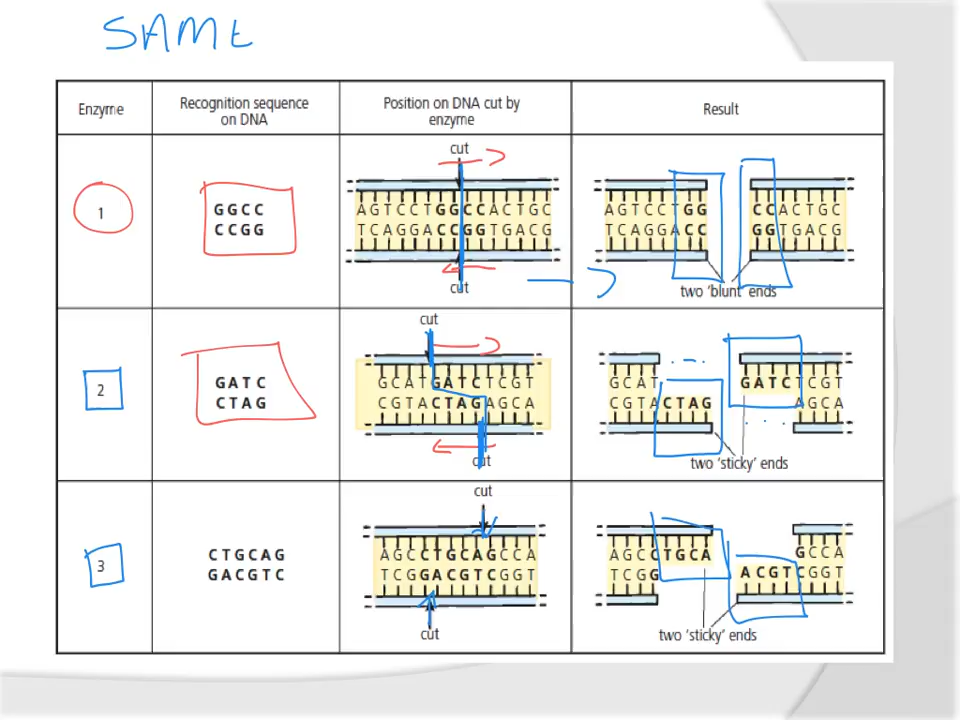 SAME
Enzyme
Recognition sequence
on DNA
Position on DNA cut by
enzyme
Result
1
GGCC
CCGG
cut
AGTCCTGGCCACTGC
TCAGGACCGGTGACG
cut
AGTCCTGG
TCAGGACC
CCACTGC
GGTGACG
two 'blunt' ends
2
GATC
CTAG
cut
GCATGATCTCGT
CGTACTAGAGCA
cut
GCAT
CGTACTAG
GATCTCGT
AGCA
two 'sticky' ends
3
CTGCAG
GACGTC
cut
AGCCTGCAGCCA
TCGGACGTCGGT
cut
AGCCTGCA
TCGG
GCCA
ACGTCGGT
two 'sticky' ends